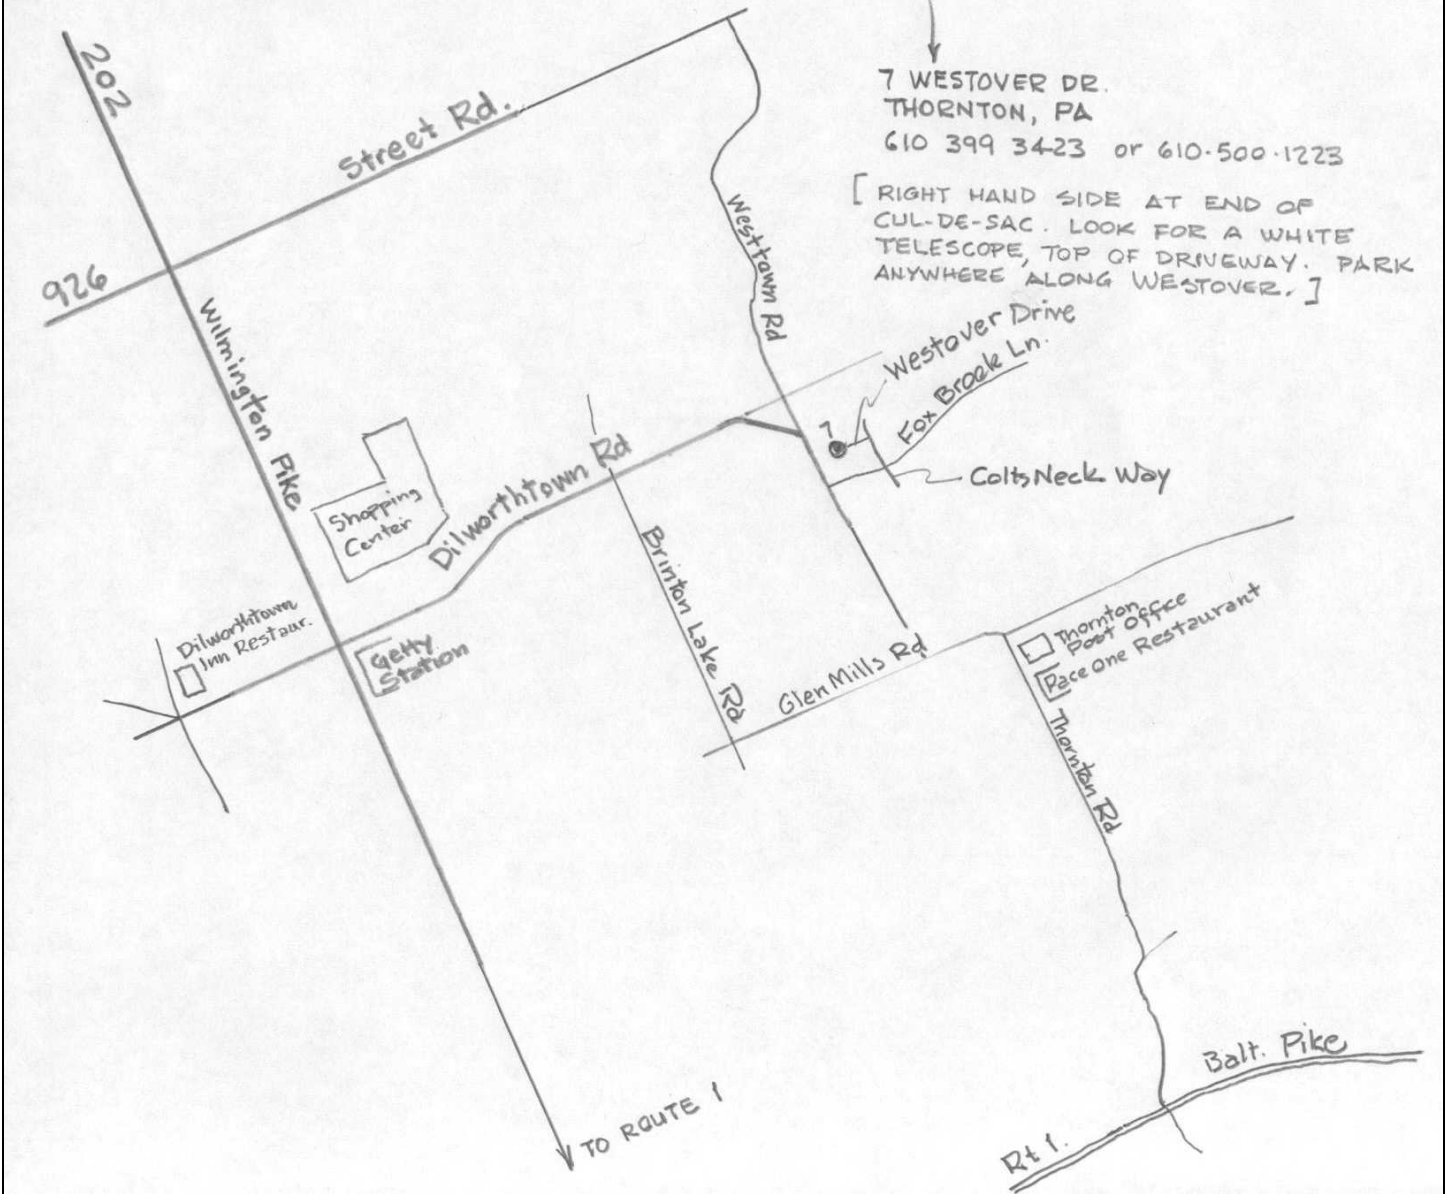 202
Street Rd.
7 WESTOVER DR.
THORNTON, PA
610 399 3423 or 610-500-1223
[ RIGHT HAND SIDE AT END OF
CUL-DE-SAC. LOOK FOR A WHITE
TELESCOPE, TOP OF DRIVEWAY. PARK
ANYWHERE ALONG WESTOVER. ]
926
Wilmington Pike
Westtown Rd
Westover Drive
Fox Brook Ln.
7
Colts Neck Way
Shopping
Center
Dilworthtown Rd
Brinton Lake Rd
Dilworthtown
Inn Restaur.
Getty
Station
Glen Mills Rd
Thornton
Post Office
Pace One Restaurant
Thornton Rd
Balt. Pike
TO ROUTE 1
Rt 1.